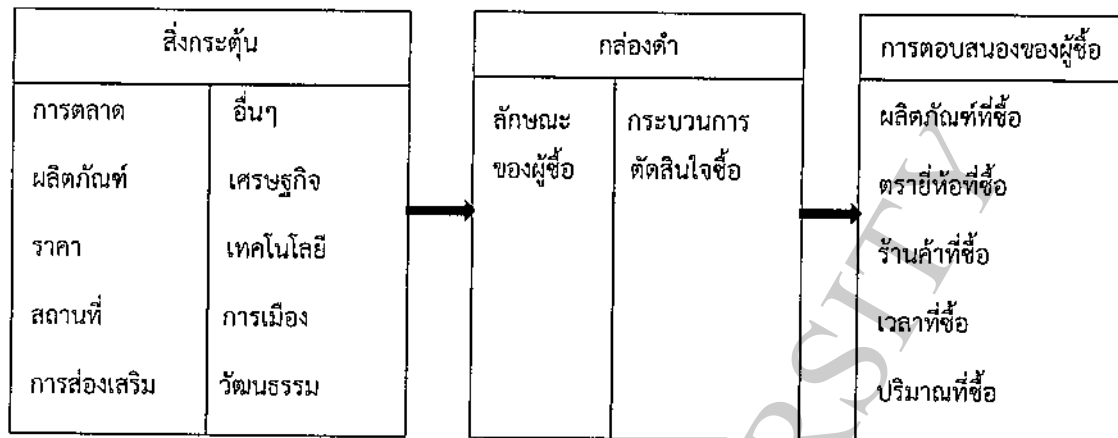 สิ่งกระตุ้น
การตลาด อื่นๆ
ผลิตภัณฑ์ เศรษฐกิจ
ราคา เทคโนโลยี
สถานที่ การเมือง
การส่องเสริม วัฒนธรรม
กล่องดำ
ลักษณะ
ของผู้ซื้อ
กระบวนการ
ตัดสินใจซื้อ
การตอบสนองของผู้ซื้อ
ผลิตภัณฑ์ที่ซื้อ
ตรายี่ห้อที่ซื้อ
ร้านค้าที่ซื้อ
เวลาที่ซื้อ
ปริมาณที่ซื้อ
RSITY